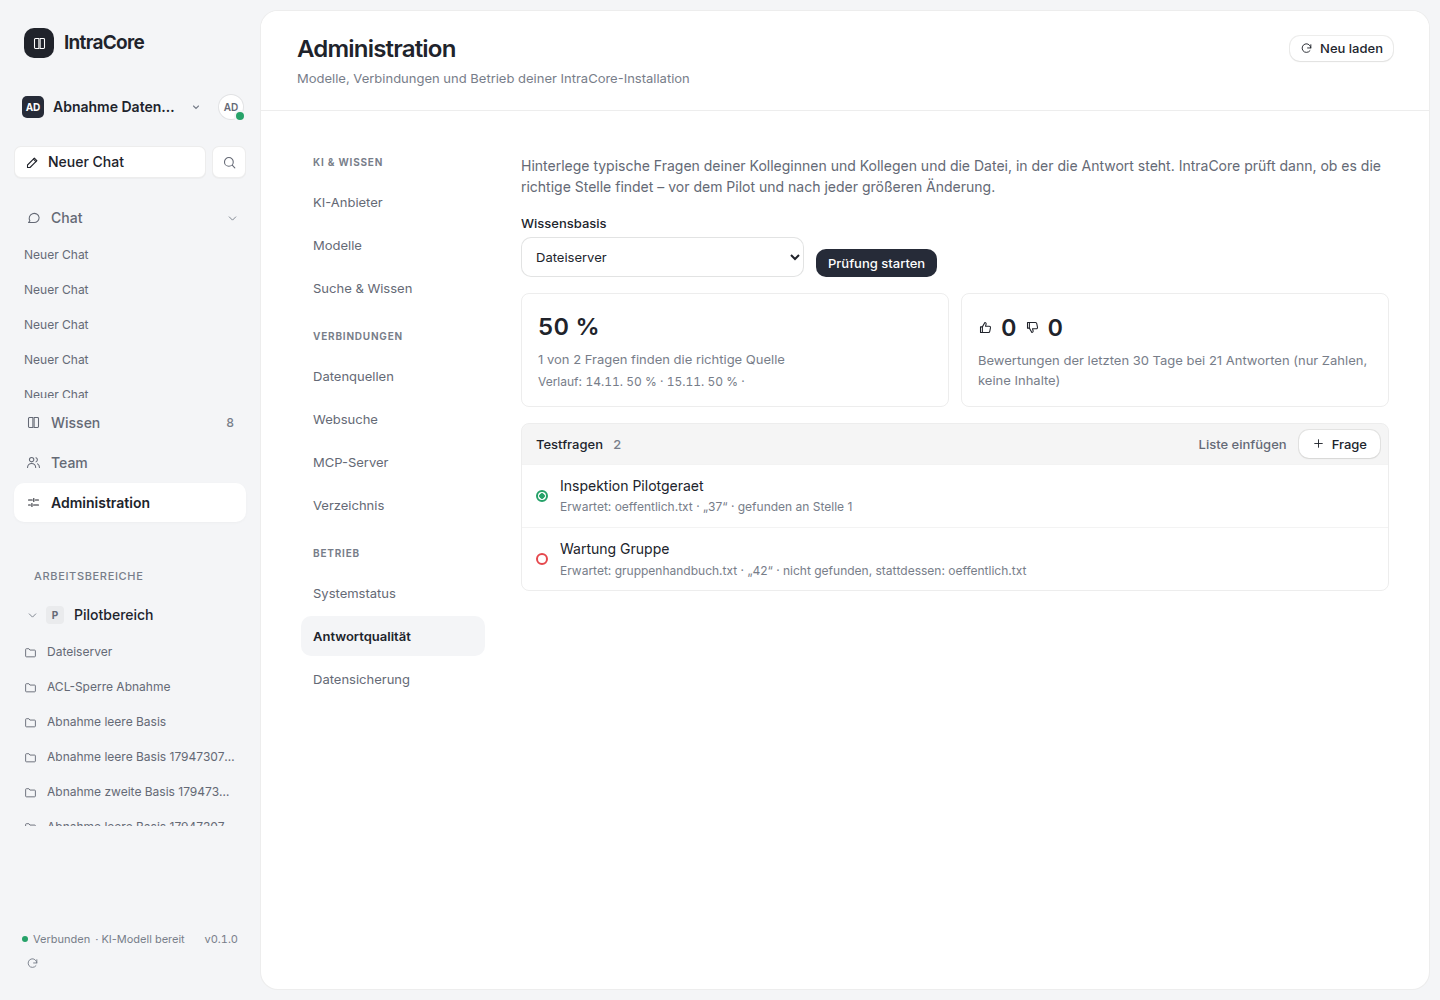 IntraCore
AD Abnahme Daten... AD
Neuer Chat
Chat
Neuer Chat
Neuer Chat
Neuer Chat
Neuer Chat
Neuer Chat
Wissen 8
Team
Administration
ARBEITSBEREICHE
P Pilotbereich
Dateiserver
ACL-Sperre Abnahme
Abnahme leere Basis
Abnahme leere Basis 17947307...
Abnahme zweite Basis 179473...
Abnahme leere Basis 17947307...
Verbunden · KI-Modell bereit v0.1.0
Administration
Modelle, Verbindungen und Betrieb deiner IntraCore-Installation
Neu laden
KI & WISSEN
KI-Anbieter
Modelle
Suche & Wissen
VERBINDUNGEN
Datenquellen
Websuche
MCP-Server
Verzeichnis
BETRIEB
Systemstatus
Antwortqualität
Datensicherung
Hinterlege typische Fragen deiner Kolleginnen und Kollegen und die Datei, in der die Antwort steht. IntraCore prüft dann, ob es die
richtige Stelle findet – vor dem Pilot und nach jeder größeren Änderung.
Wissensbasis
Dateiserver
Prüfung starten
50 %
1 von 2 Fragen finden die richtige Quelle
Verlauf: 14.11. 50 % · 15.11. 50 % ·
0 0
Bewertungen der letzten 30 Tage bei 21 Antworten (nur Zahlen,
keine Inhalte)
Testfragen 2
Liste einfügen
+ Frage
Inspektion Pilotgeraet
Erwartet: oeffentlich.txt · „37“ · gefunden an Stelle 1
Wartung Gruppe
Erwartet: gruppenhandbuch.txt · „42“ · nicht gefunden, stattdessen: oeffentlich.txt